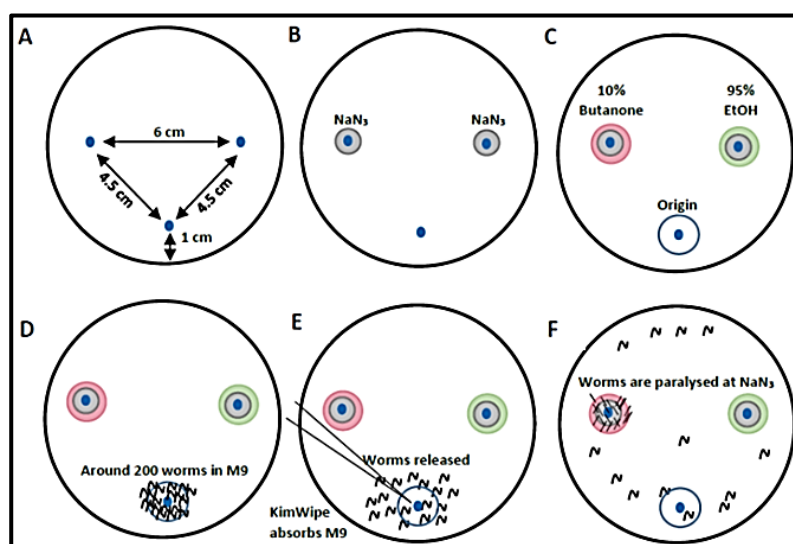 A
6 cm
4.5 cm
4.5 cm
1 cm
B
NaN₃
NaN₃
C
10%
Butanone
95%
EtOH
Origin
D
Around 200 worms in M9
E
Worms released
KimWipe
absorbs M9
F
Worms are paralysed at NaN₃